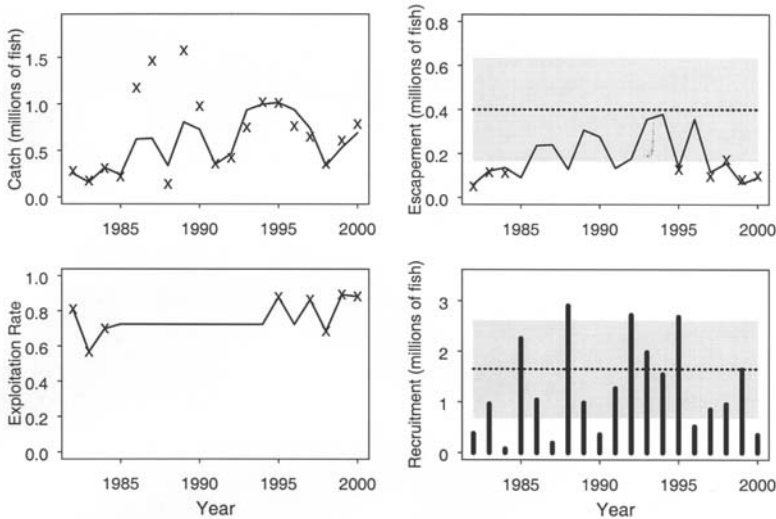 Catch (millions of fish)
1.5
1.0
0.5
0.0
1985 1990 1995 2000
Escapement (millions of fish)
0.8
0.6
0.4
0.2
0.0
1985 1990 1995 2000
Exploitation Rate
1.0
0.8
0.6
0.4
0.2
0.0
1985 1990 1995 2000
Year
Recruitment (millions of fish)
3
2
1
0
1985 1990 1995 2000
Year